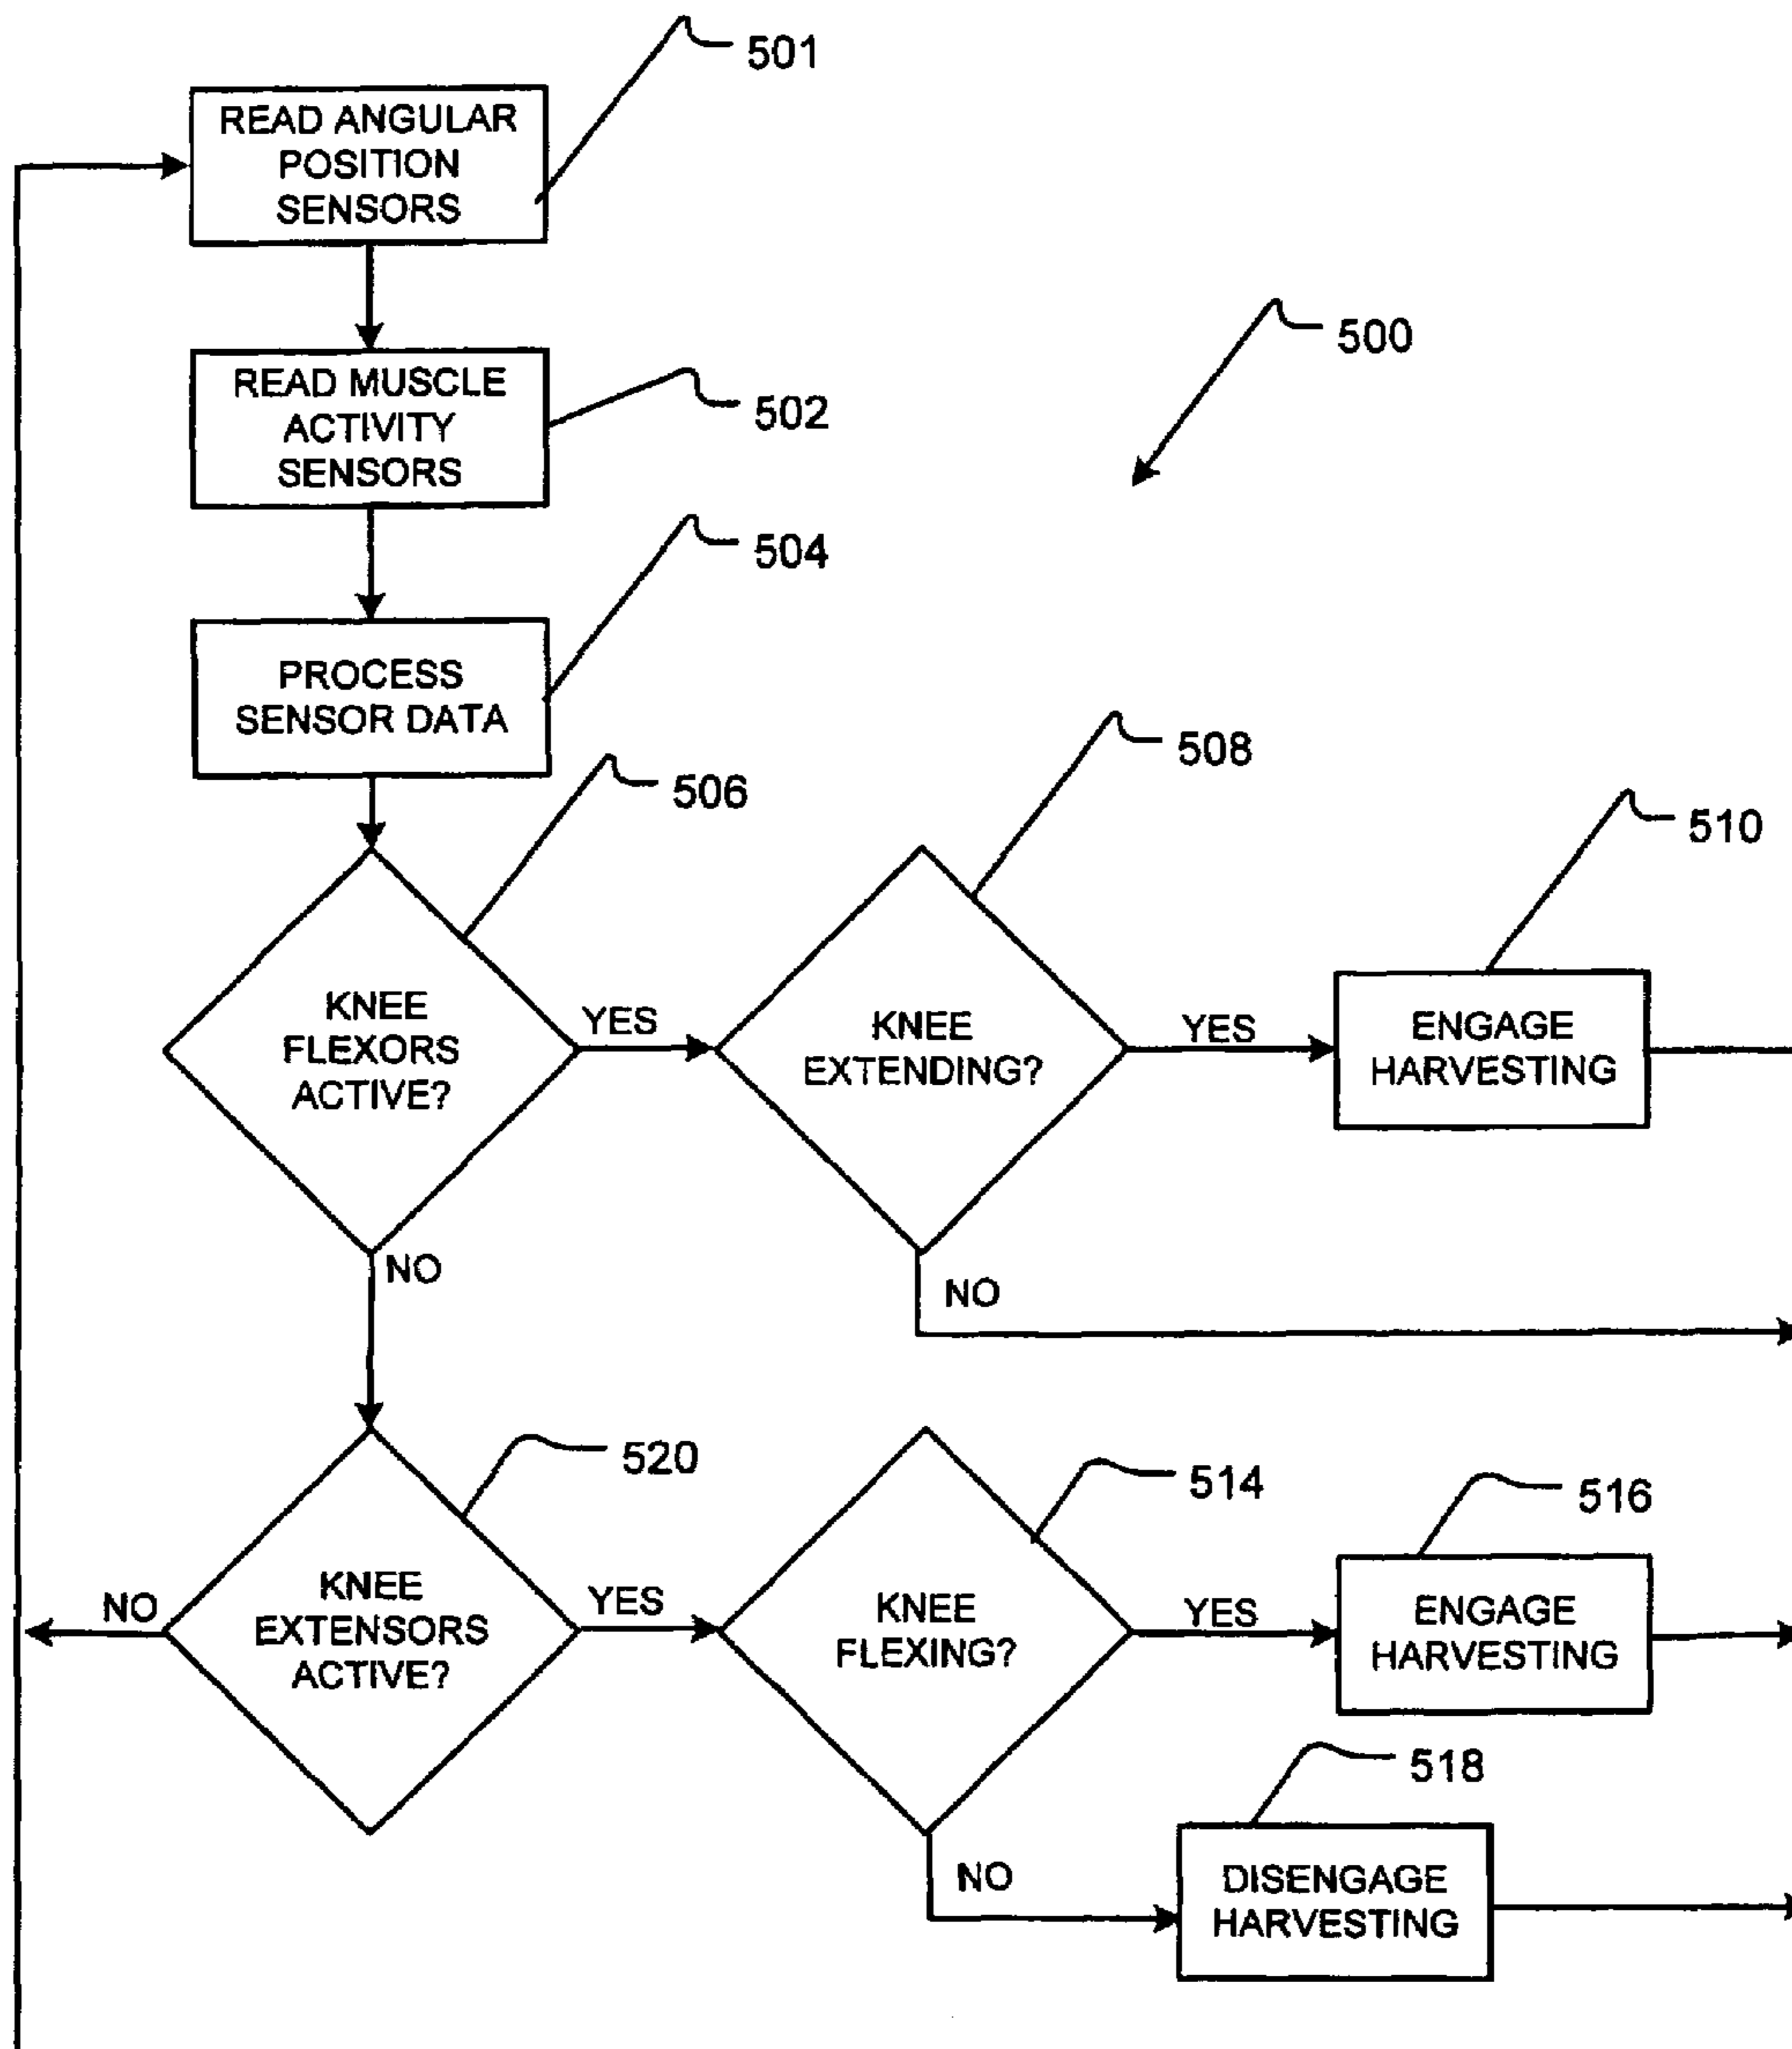 501
READ ANGULAR
POSITION
SENSORS
500
READ MUSCLE
ACTIVITY
SENSORS
502
504
PROCESS
SENSOR DATA
506
508
510
KNEE
FLEXORS
ACTIVE?
YES
KNEE
EXTENDING?
YES
ENGAGE
HARVESTING
NO
NO
520
514
516
NO
KNEE
EXTENSORS
ACTIVE?
YES
KNEE
FLEXING?
YES
ENGAGE
HARVESTING
518
NO
DISENGAGE
HARVESTING